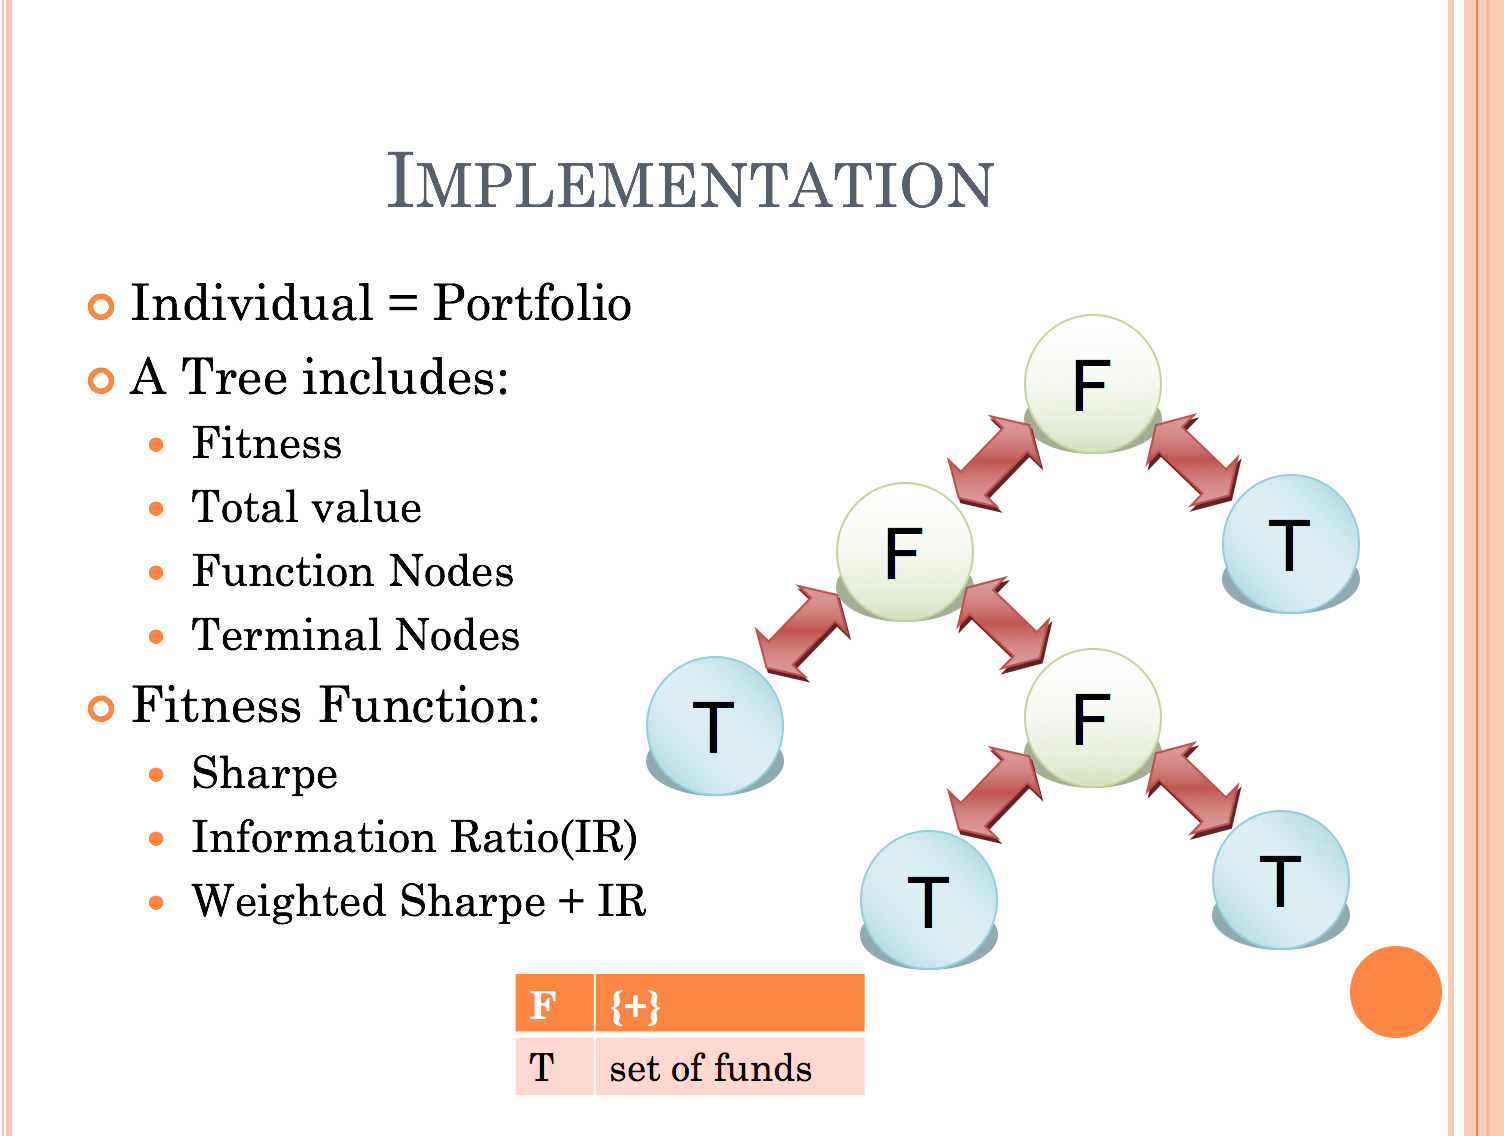 IMPLEMENTATION
Individual = Portfolio
A Tree includes:
Fitness
Total value
Function Nodes
Terminal Nodes
Fitness Function:
Sharpe
Information Ratio(IR)
Weighted Sharpe + IR
F
F
T
T
F
T
T
F {+}
T set of funds